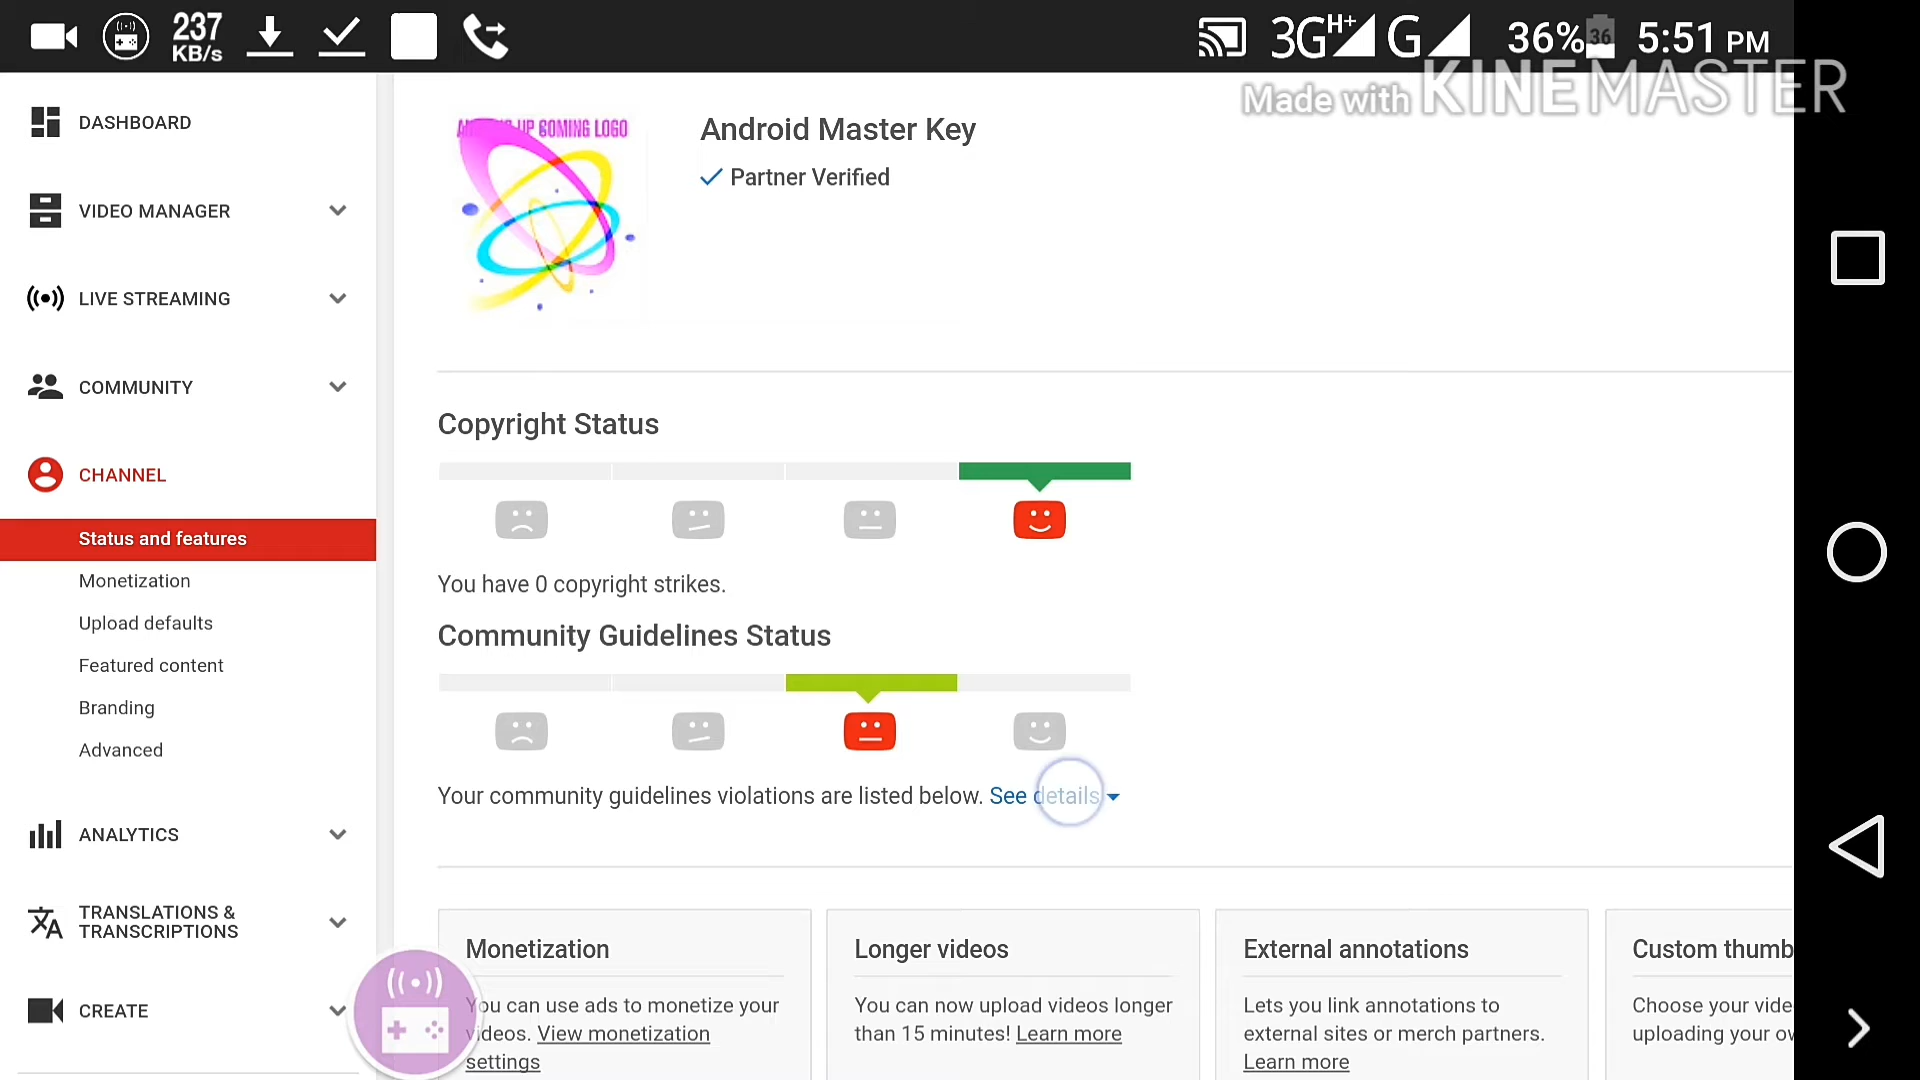 237
KB/s
3G H+ G 36% 36 5:51 PM
Made with KINEMASTER
DASHBOARD
VIDEO MANAGER
LIVE STREAMING
COMMUNITY
CHANNEL
Status and features
Monetization
Upload defaults
Featured content
Branding
Advanced
ANALYTICS
TRANSLATIONS &
TRANSCRIPTIONS
CREATE
UP COMING LOGO
Android Master Key
Partner Verified
Copyright Status
You have 0 copyright strikes.
Community Guidelines Status
Your community guidelines violations are listed below. See details
Monetization
You can use ads to monetize your
videos. View monetization
settings
Longer videos
You can now upload videos longer
than 15 minutes! Learn more
External annotations
Lets you link annotations to
external sites or merch partners.
Learn more
Custom thumb
Choose your vide
uploading your ow